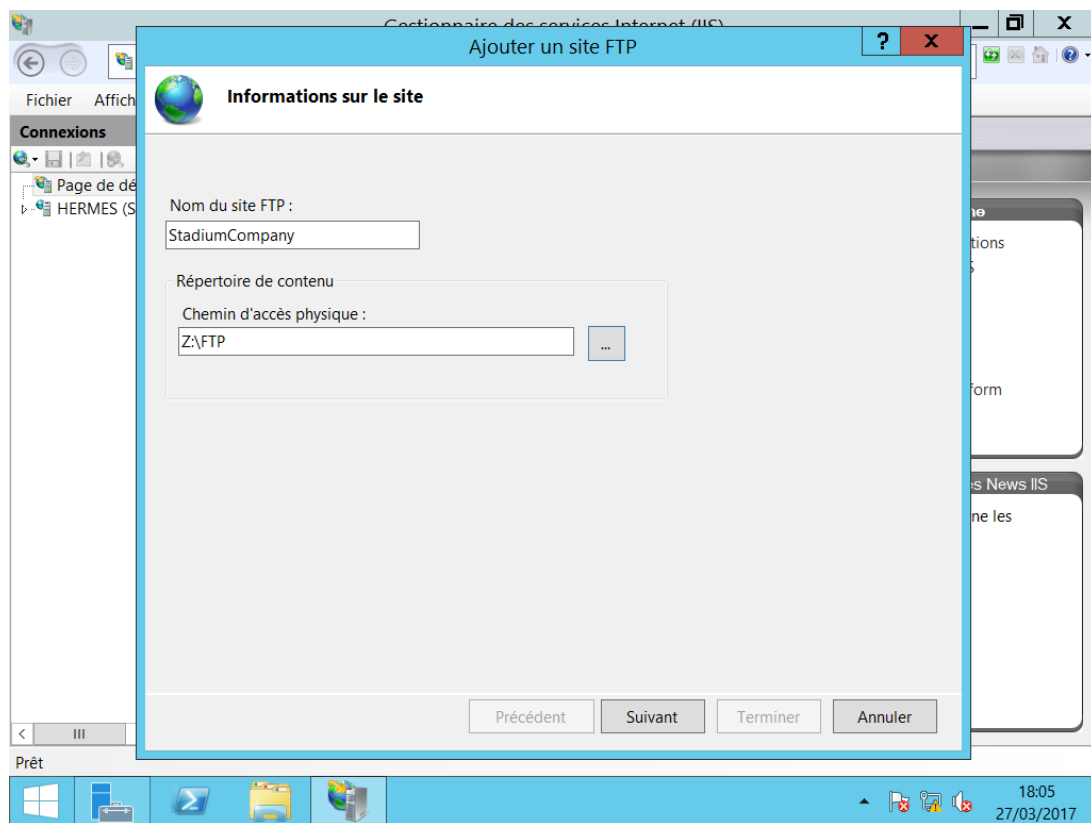 Gestionnaire des services Internet (IIS)
Ajouter un site FTP
?
X
X
Fichier
Affich
Informations sur le site
Connexions
Page de dé
HERMES (S
Nom du site FTP :
StadiumCompany
Répertoire de contenu
Chemin d'accès physique :
Z:\FTP
...
tions
form
s News IIS
ne les
Précédent
Suivant
Terminer
Annuler
Prêt
18:05
27/03/2017